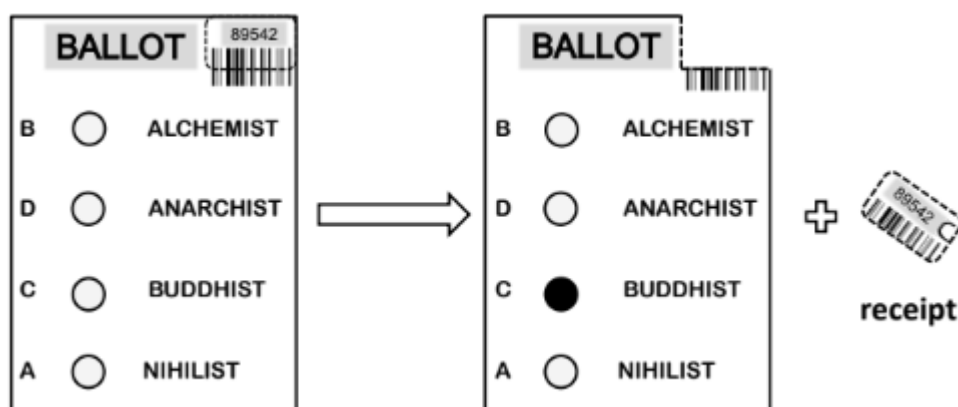 BALLOT 89542
B ALCHEMIST
D ANARCHIST
C BUDDHIST
A NIHILIST
BALLOT
B ALCHEMIST
D ANARCHIST
C BUDDHIST
A NIHILIST
89542
C
receipt